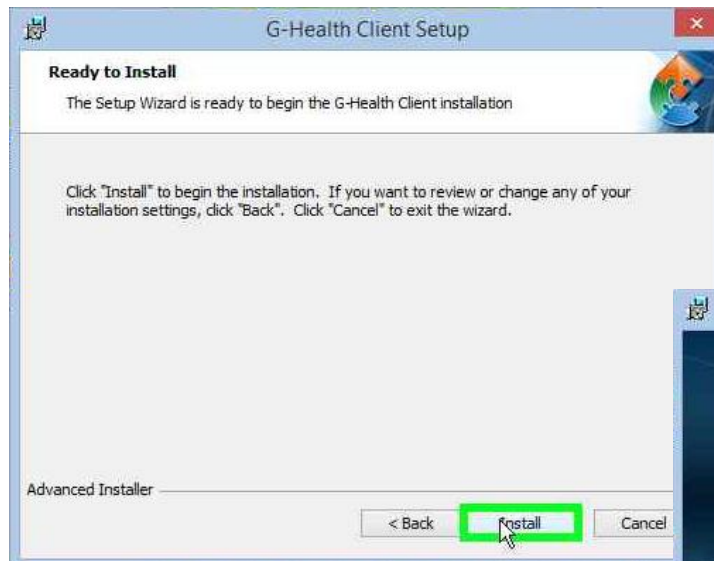 G-Health Client Setup
Ready to Install
The Setup Wizard is ready to begin the G-Health Client installation
Click "Install" to begin the installation. If you want to review or change any of your
installation settings, click "Back". Click "Cancel" to exit the wizard.
Advanced Installer
< Back Install Cancel